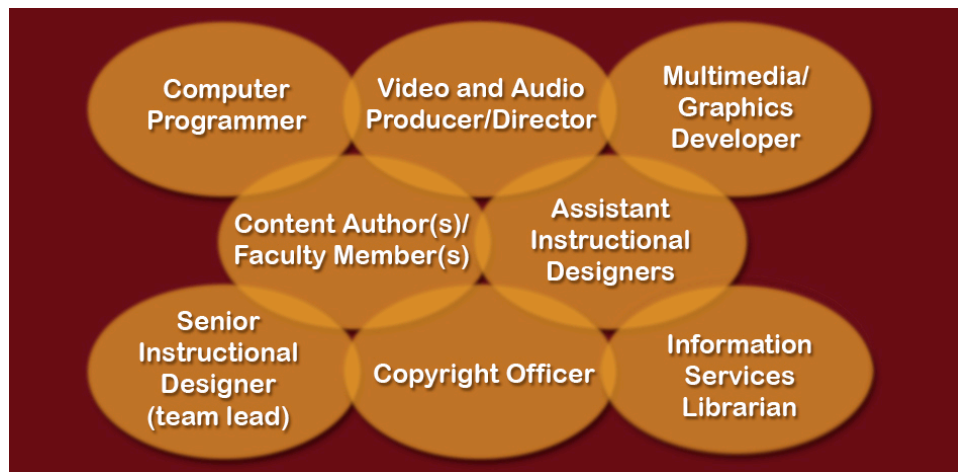 Computer
Programmer
Video and Audio
Producer/Director
Multimedia/
Graphics
Developer
Content Author(s)/
Faculty Member(s)
Assistant
Instructional
Designers
Senior
Instructional
Designer
(team lead)
Copyright Officer
Information
Services
Librarian